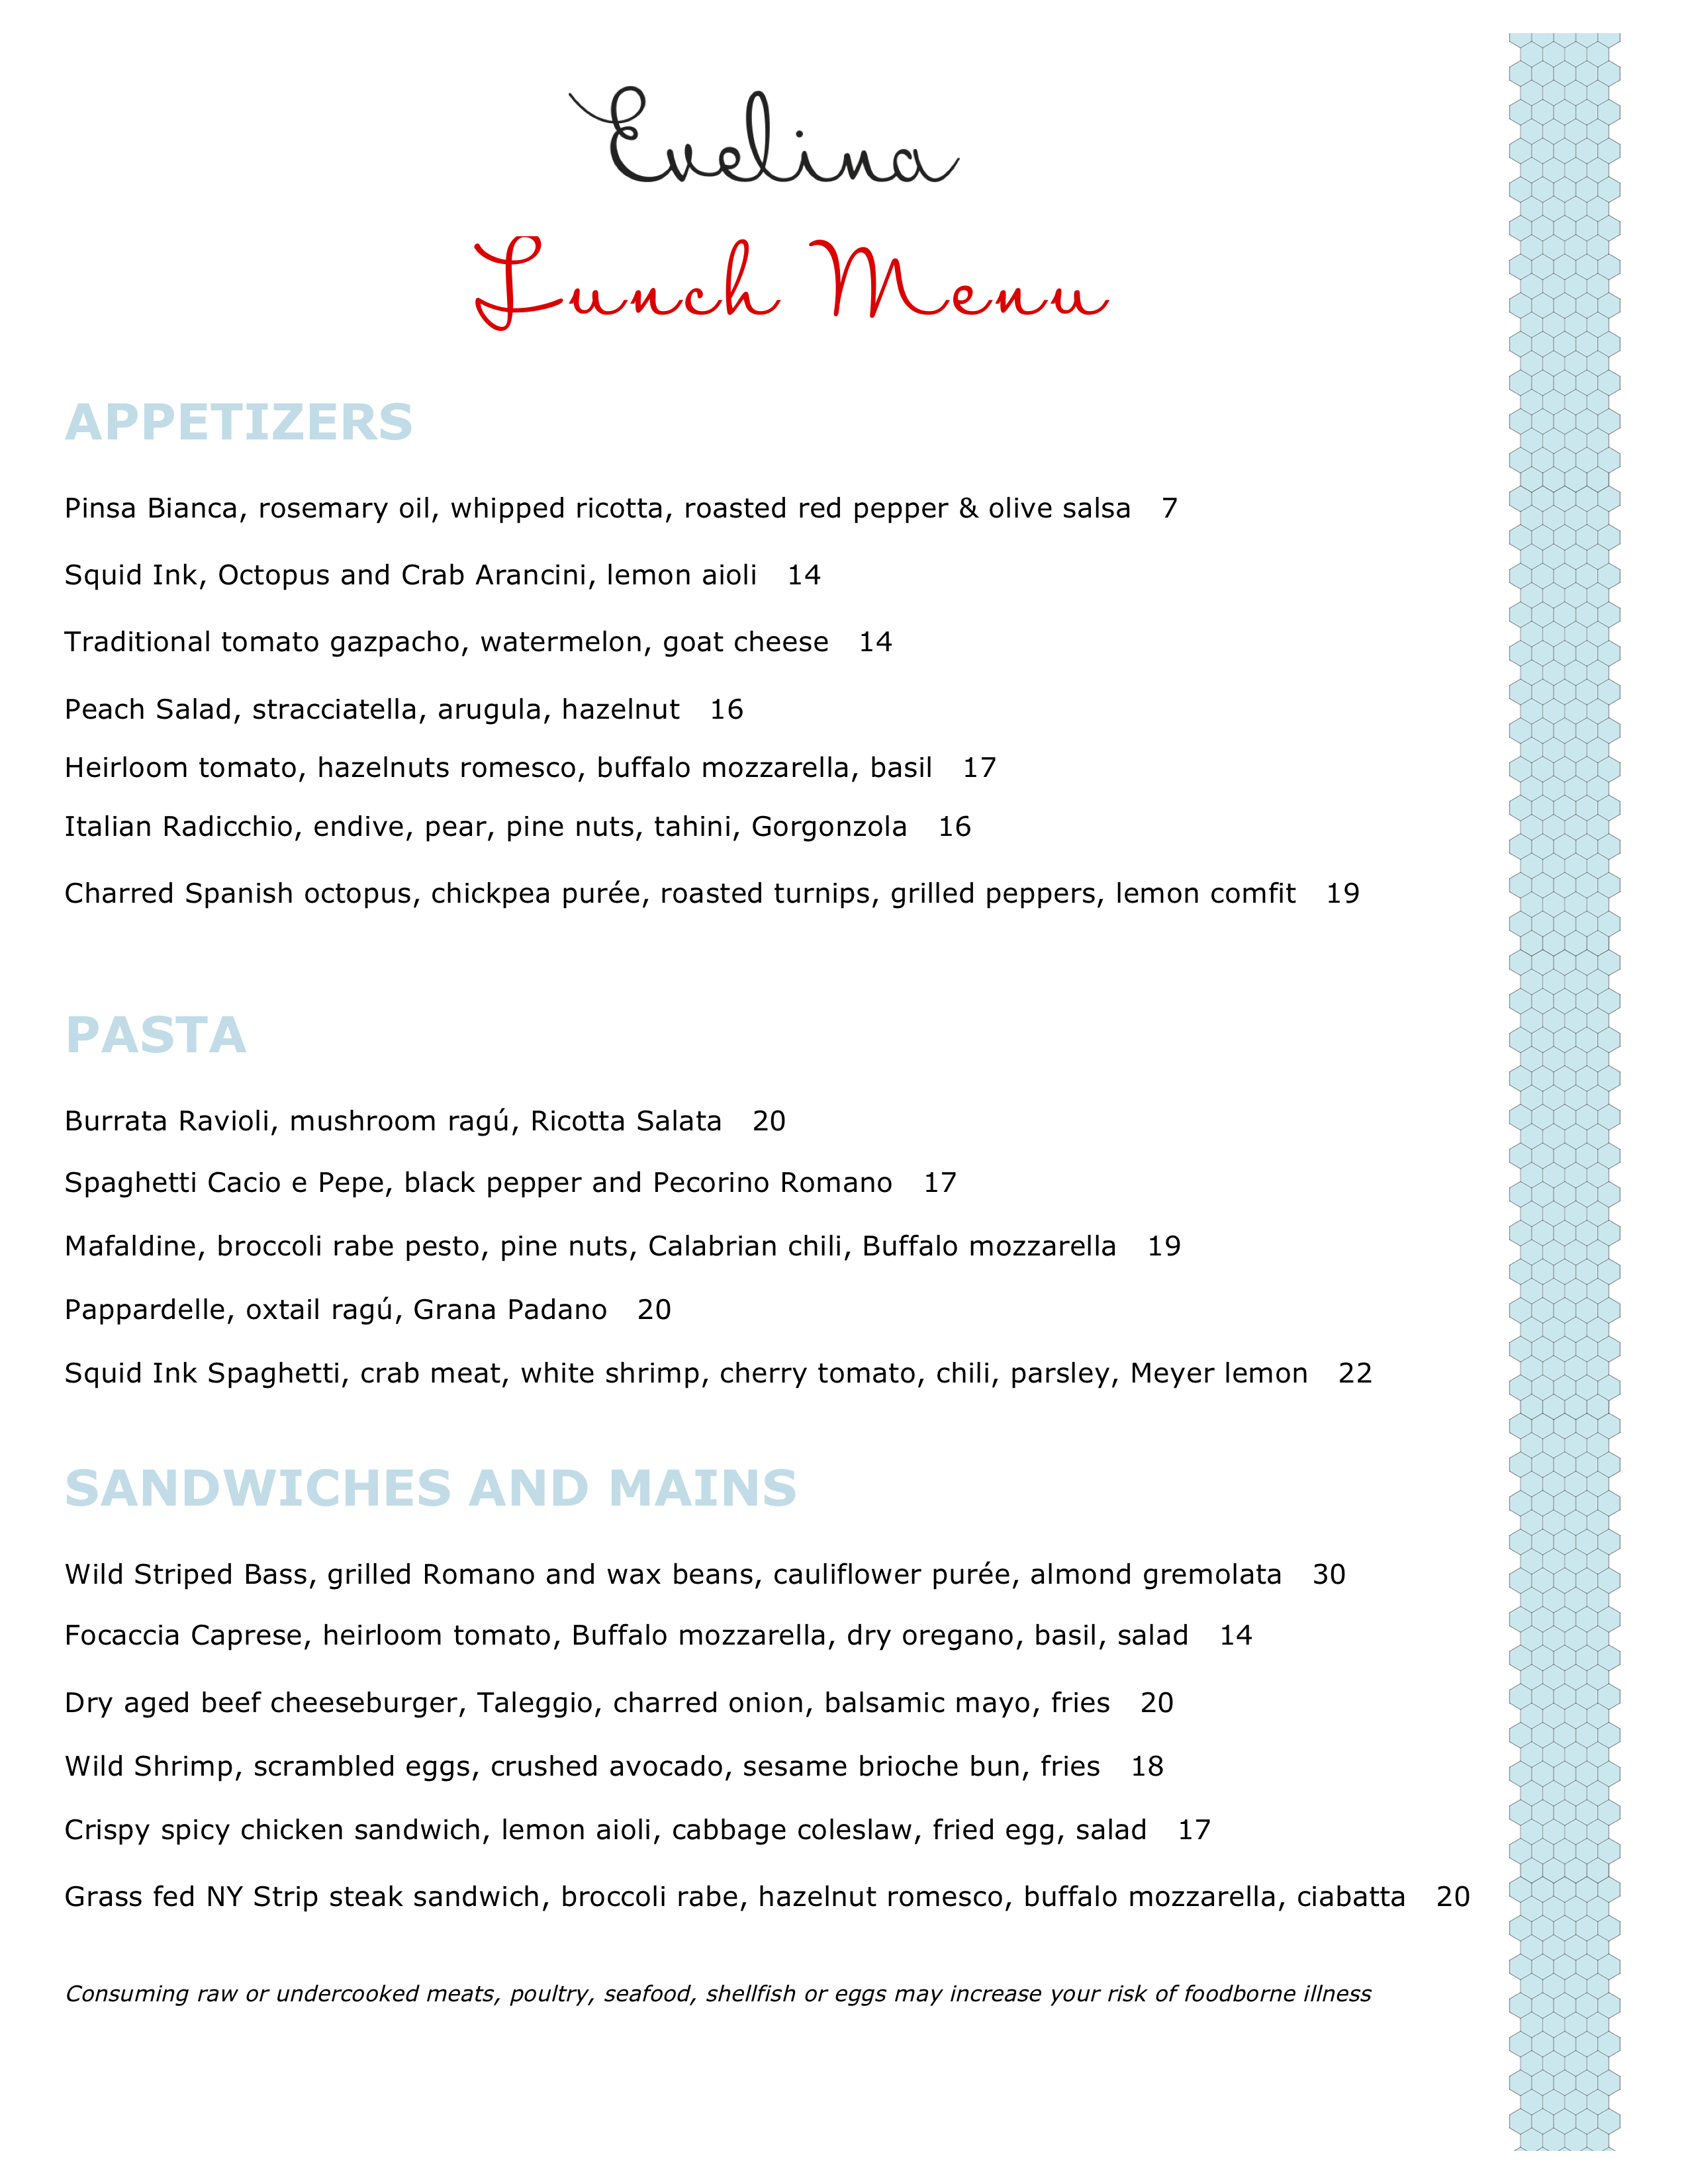 Evelina
Lunch Menu
APPETIZERS
Pinsa Bianca, rosemary oil, whipped ricotta, roasted red pepper & olive salsa 7
Squid Ink, Octopus and Crab Arancini, lemon aioli 14
Traditional tomato gazpacho, watermelon, goat cheese 14
Peach Salad, stracciatella, arugula, hazelnut 16
Heirloom tomato, hazelnuts romesco, buffalo mozzarella, basil 17
Italian Radicchio, endive, pear, pine nuts, tahini, Gorgonzola 16
Charred Spanish octopus, chickpea purée, roasted turnips, grilled peppers, lemon comfit 19
PASTA
Burrata Ravioli, mushroom ragú, Ricotta Salata 20
Spaghetti Cacio e Pepe, black pepper and Pecorino Romano 17
Mafaldine, broccoli rabe pesto, pine nuts, Calabrian chili, Buffalo mozzarella 19
Pappardelle, oxtail ragú, Grana Padano 20
Squid Ink Spaghetti, crab meat, white shrimp, cherry tomato, chili, parsley, Meyer lemon 22
SANDWICHES AND MAINS
Wild Striped Bass, grilled Romano and wax beans, cauliflower purée, almond gremolata 30
Focaccia Caprese, heirloom tomato, Buffalo mozzarella, dry oregano, basil, salad 14
Dry aged beef cheeseburger, Taleggio, charred onion, balsamic mayo, fries 20
Wild Shrimp, scrambled eggs, crushed avocado, sesame brioche bun, fries 18
Crispy spicy chicken sandwich, lemon aioli, cabbage coleslaw, fried egg, salad 17
Grass fed NY Strip steak sandwich, broccoli rabe, hazelnut romesco, buffalo mozzarella, ciabatta 20
Consuming raw or undercooked meats, poultry, seafood, shellfish or eggs may increase your risk of foodborne illness